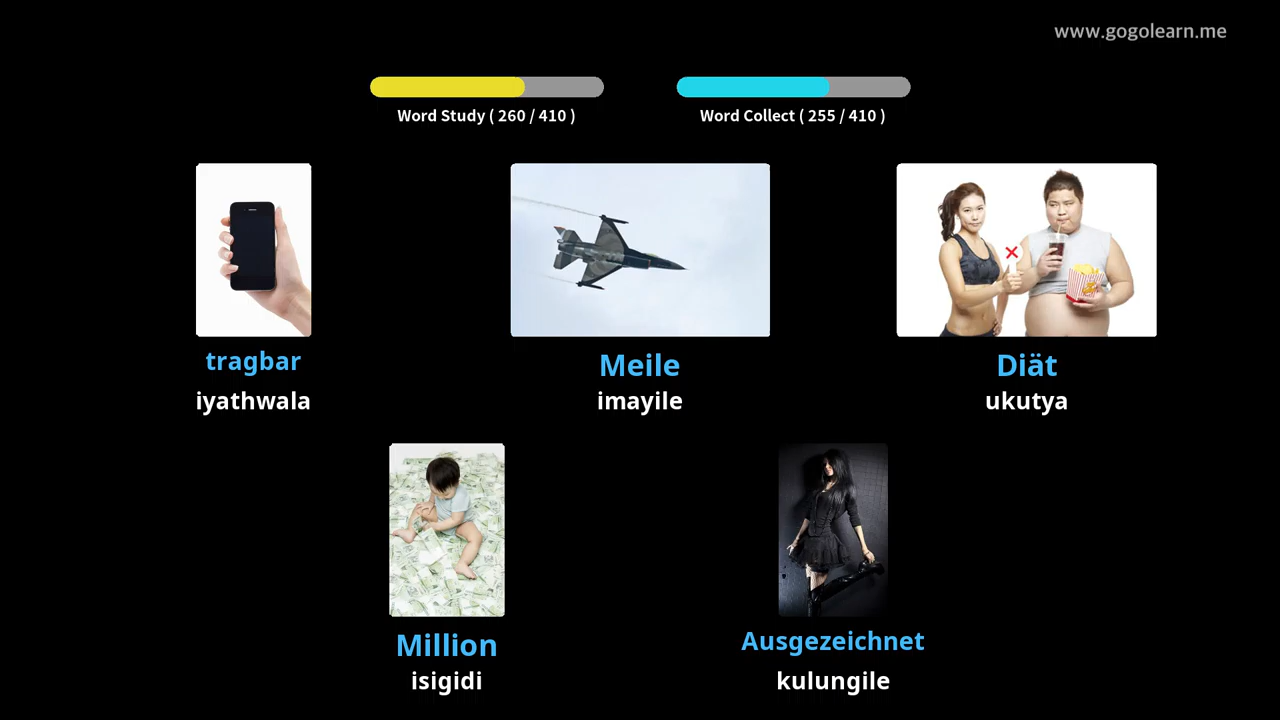 www.gogolearn.me
Word Study ( 260 / 410 )
Word Collect ( 255 / 410 )
tragbar
iyathwala
Meile
imayile
Diät
ukutya
Million
isigidi
Ausgezeichnet
kulungile